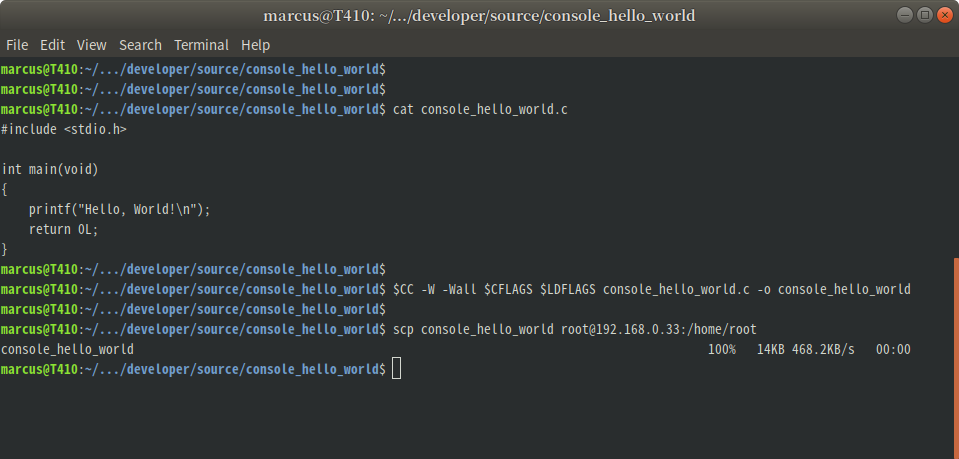 marcus@T410: ~/.../developer/source/console_hello_world
File Edit View Search Terminal Help
marcus@T410:~/.../developer/source/console_hello_world$
marcus@T410:~/.../developer/source/console_hello_world$
marcus@T410:~/.../developer/source/console_hello_world$ cat console_hello_world.c
#include <stdio.h>
int main(void)
{
    printf("Hello, World!\n");
    return 0L;
}
marcus@T410:~/.../developer/source/console_hello_world$
marcus@T410:~/.../developer/source/console_hello_world$ $CC -W -Wall $CFLAGS $LDFLAGS console_hello_world.c -o console_hello_world
marcus@T410:~/.../developer/source/console_hello_world$
marcus@T410:~/.../developer/source/console_hello_world$ scp console_hello_world root@192.168.0.33:/home/root
console_hello_world 100% 14KB 468.2KB/s 00:00
marcus@T410:~/.../developer/source/console_hello_world$